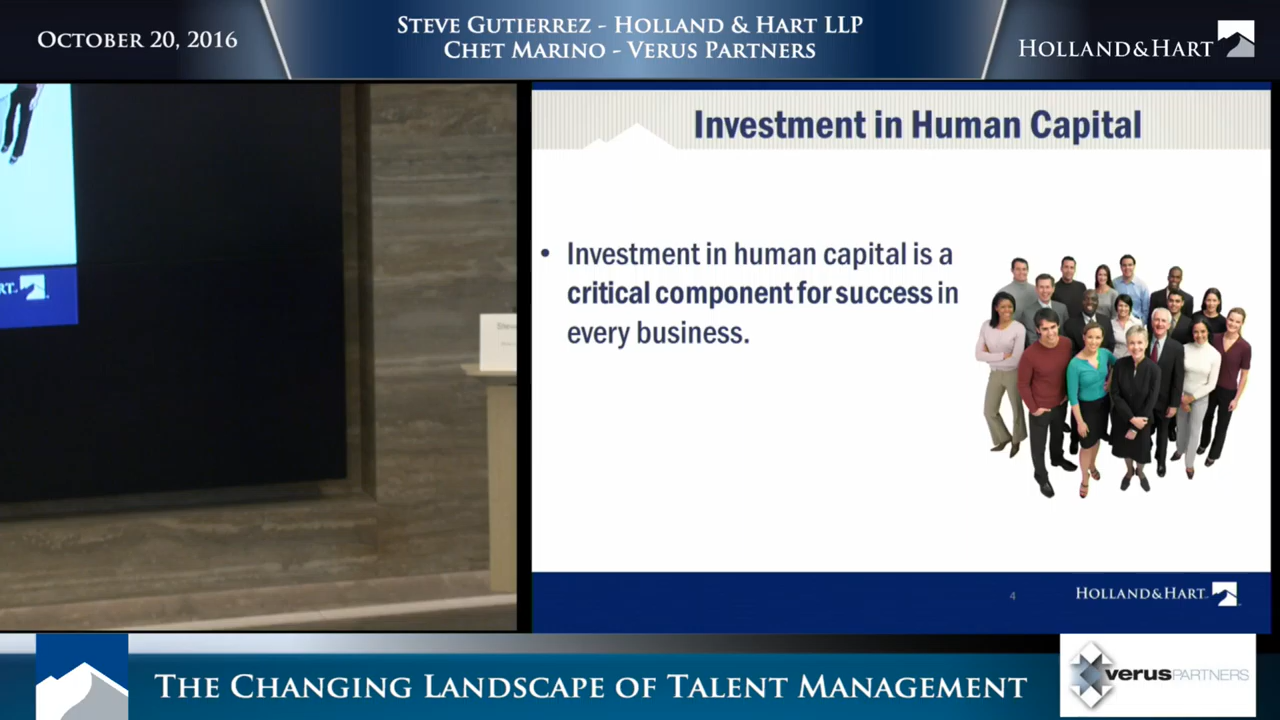 OCTOBER 20, 2016
STEVE GUTIERREZ - HOLLAND & HART LLP
CHET MARINO - VERUS PARTNERS
HOLLAND&HART
Investment in Human Capital
• Investment in human capital is a
critical component for success in
every business.
4
HOLLAND&HART
THE CHANGING LANDSCAPE OF TALENT MANAGEMENT
verusPARTNERS